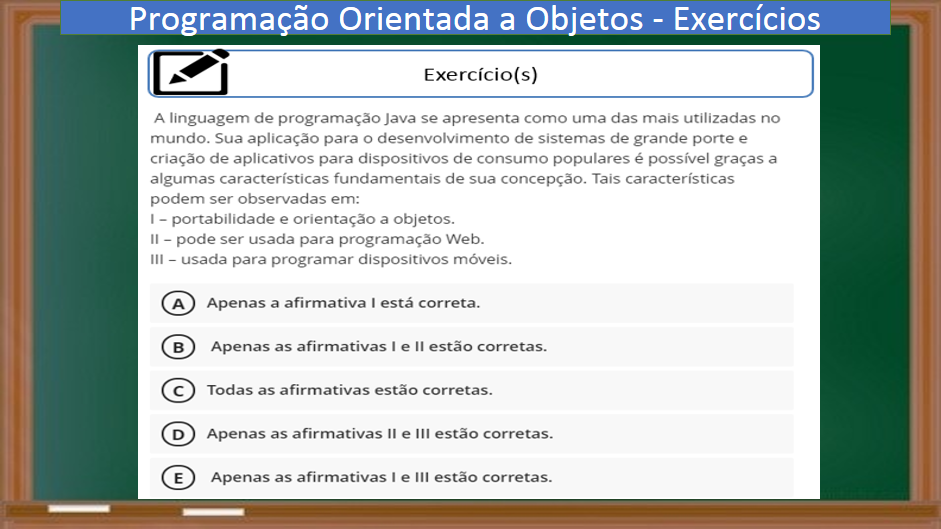 Programação Orientada a Objetos - Exercícios
Exercício(s)
A linguagem de programação Java se apresenta como uma das mais utilizadas no
mundo. Sua aplicação para o desenvolvimento de sistemas de grande porte e
criação de aplicativos para dispositivos de consumo populares é possível graças a
algumas características fundamentais de sua concepção. Tais características
podem ser observadas em:
I – portabilidade e orientação a objetos.
II – pode ser usada para programação Web.
III – usada para programar dispositivos móveis.
A Apenas a afirmativa I está correta.
B Apenas as afirmativas I e II estão corretas.
C Todas as afirmativas estão corretas.
D Apenas as afirmativas II e III estão corretas.
E Apenas as afirmativas I e III estão corretas.